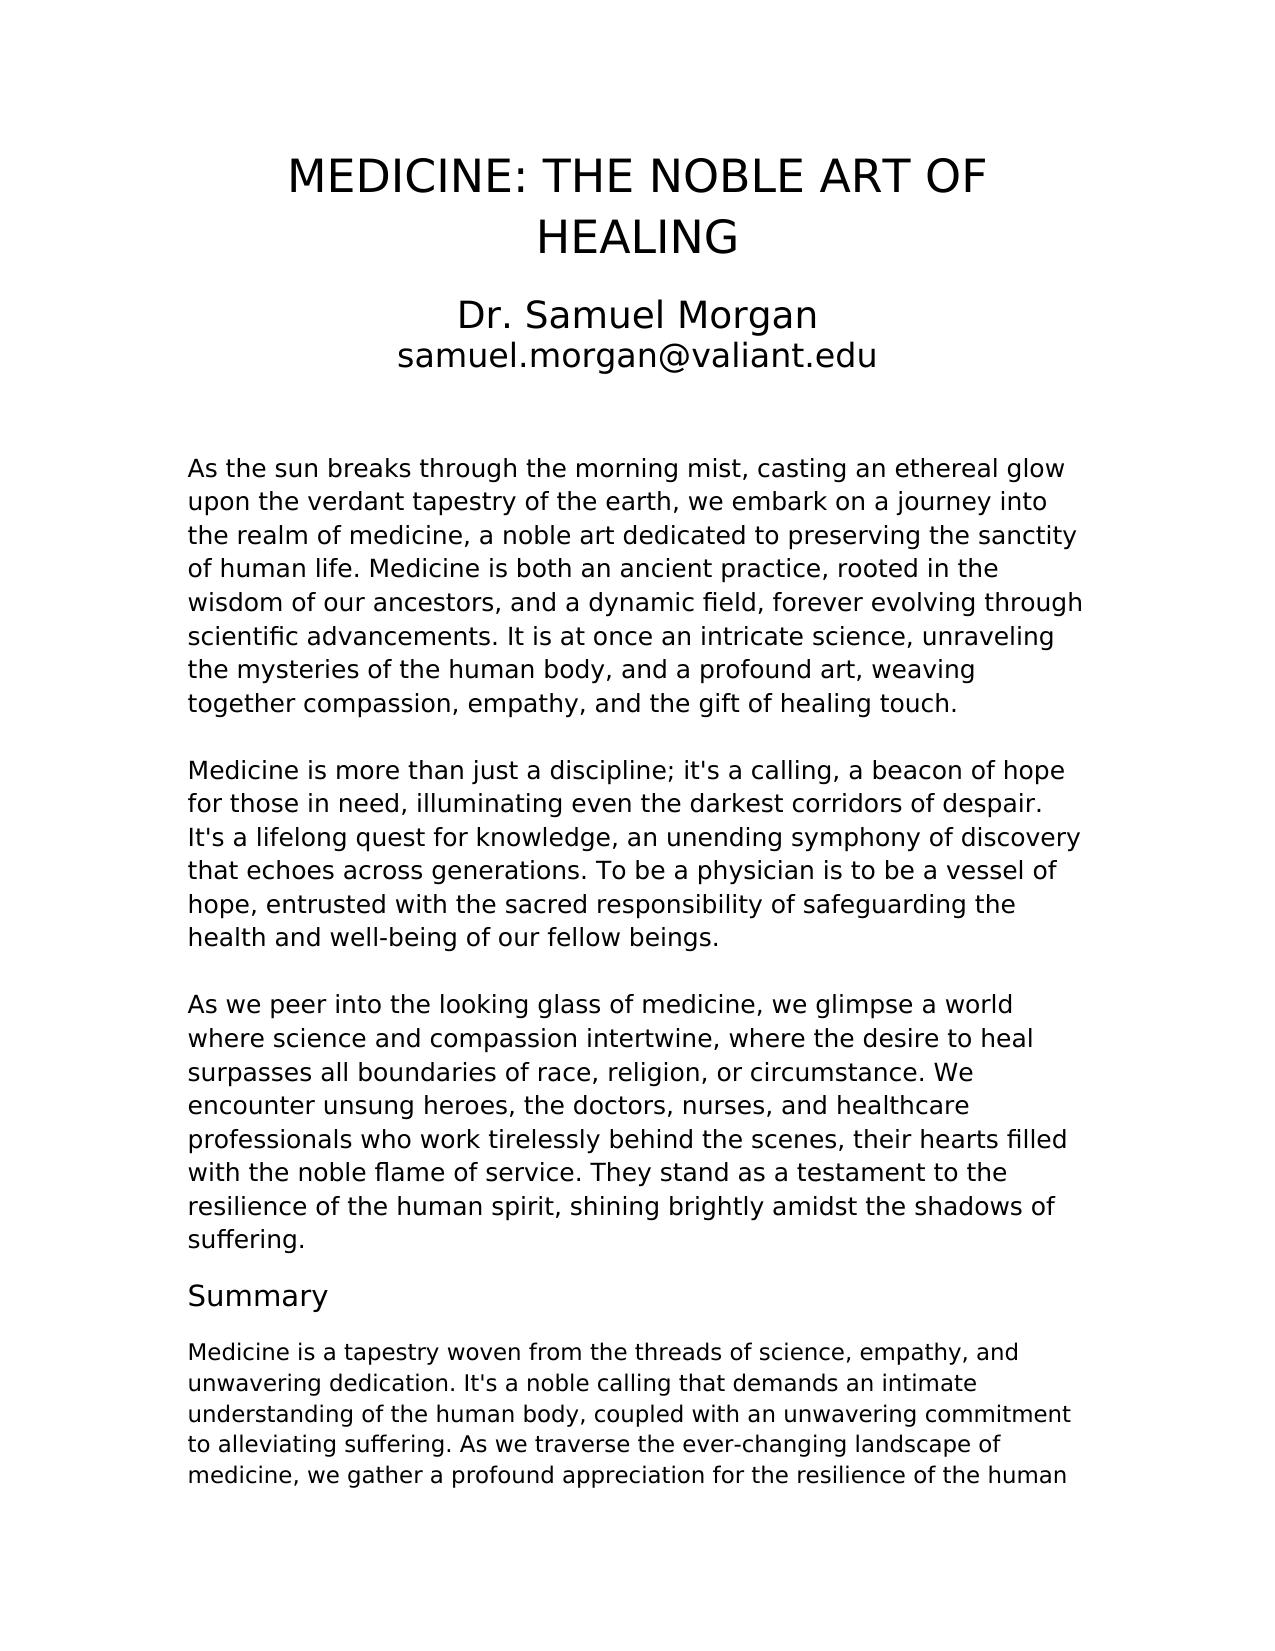 MEDICINE: THE NOBLE ART OF
HEALING
Dr. Samuel Morgan
samuel.morgan@valiant.edu
As the sun breaks through the morning mist, casting an ethereal glow
upon the verdant tapestry of the earth, we embark on a journey into
the realm of medicine, a noble art dedicated to preserving the sanctity
of human life. Medicine is both an ancient practice, rooted in the
wisdom of our ancestors, and a dynamic field, forever evolving through
scientific advancements. It is at once an intricate science, unraveling
the mysteries of the human body, and a profound art, weaving
together compassion, empathy, and the gift of healing touch.
Medicine is more than just a discipline; it's a calling, a beacon of hope
for those in need, illuminating even the darkest corridors of despair.
It's a lifelong quest for knowledge, an unending symphony of discovery
that echoes across generations. To be a physician is to be a vessel of
hope, entrusted with the sacred responsibility of safeguarding the
health and well-being of our fellow beings.
As we peer into the looking glass of medicine, we glimpse a world
where science and compassion intertwine, where the desire to heal
surpasses all boundaries of race, religion, or circumstance. We
encounter unsung heroes, the doctors, nurses, and healthcare
professionals who work tirelessly behind the scenes, their hearts filled
with the noble flame of service. They stand as a testament to the
resilience of the human spirit, shining brightly amidst the shadows of
suffering.
Summary
Medicine is a tapestry woven from the threads of science, empathy, and
unwavering dedication. It's a noble calling that demands an intimate
understanding of the human body, coupled with an unwavering commitment
to alleviating suffering. As we traverse the ever-changing landscape of
medicine, we gather a profound appreciation for the resilience of the human